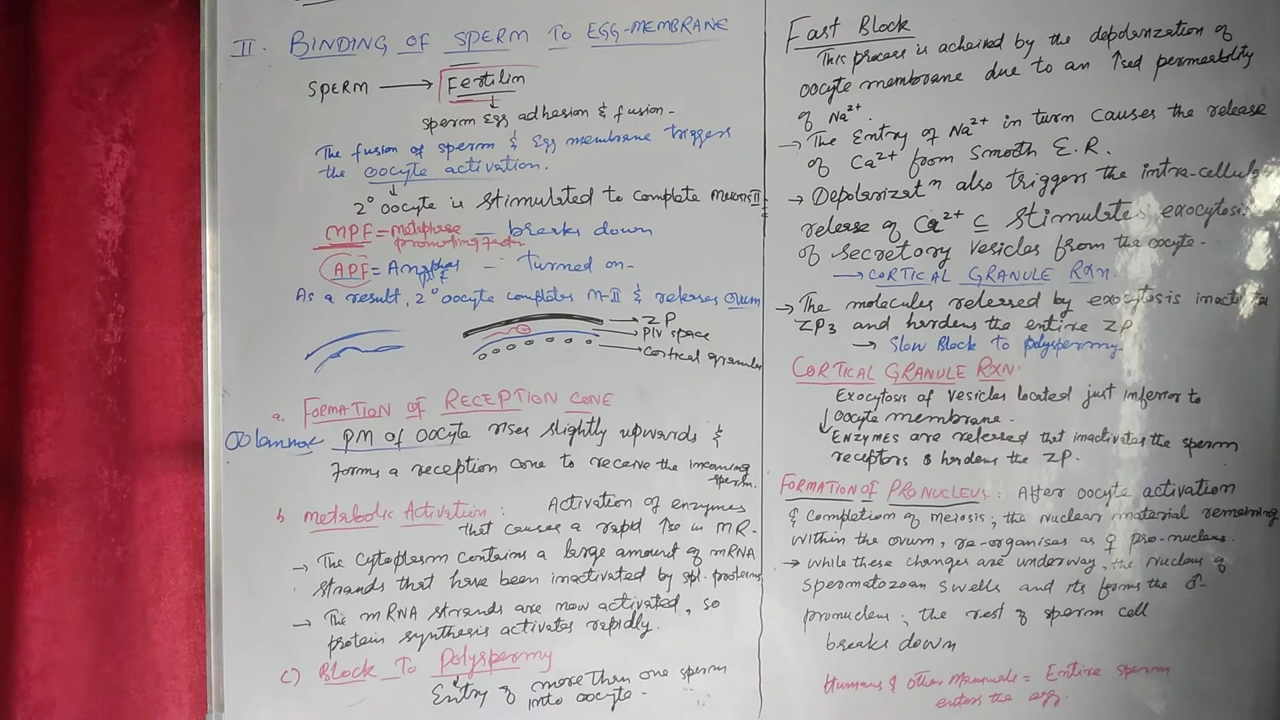 II. BINDING OF SPERM TO EGG-MEMBRANE
SPERM → Fertilin
sperm Egg adhesion & fusion.
The fusion of sperm & Egg membrane triggers
the oocyte activation.
2° oocyte is stimulated to complete meiosis II
MPF = metaphase promoting factor – breaks down
APF = – turned on.
As a result, 2° oocyte completes M-II & releases ovum
→ ZP
→ PIV space
→ Cortical granules
a. FORMATION OF RECEPTION CONE
Oolemma PM of oocyte rises slightly upwards &
forms a reception cone to receive the incoming
sperm.
b Metabolic Activation: Activation of enzymes
that causes a rapid ↑se in MR.
→ The cytoplasm contains a large amount of mRNA
strands that have been inactivated by spl. proteins
→ The mRNA strands are now activated, so
protein synthesis activates rapidly.
c) Block To Polyspermy
Entry of more than one sperm
into oocyte.
Fast Block
This process is acheived by the depolarization of
oocyte membrane due to an ↑sed permeability
of Na²⁺.
→ The Entry of Na²⁺ in turn causes the release
of Ca²⁺ from smooth E.R.
→ Depolarizatⁿ also triggers the intra-cellular
release of Ca²⁺ ⊆ stimulates exocytosis
of secretory vesicles from the oocyte.
→ CORTICAL GRANULE Rxn.
→ The molecules released by exocytosis inactivate
ZP3 and hardens the entire ZP
→ Slow Block to polyspermy
CORTICAL GRANULE RXN.
Exocytosis of vesicles located just inferior to
oocyte membrane.
↓ ENZYMES are released that inactivates the sperm
receptors & hardens the ZP.
FORMATION OF PRONUCLEUS: After oocyte activation
& completion of meiosis, the nuclear material remaining
within the ovum, re-organises as ♀ pro-nucleus.
→ while these changes are underway, the nucleus of
spermatozoan swells and its forms the ♂
pronucleus; the rest of sperm cell
breaks down
Humans & other Mammals = Entire sperm
enters the egg.